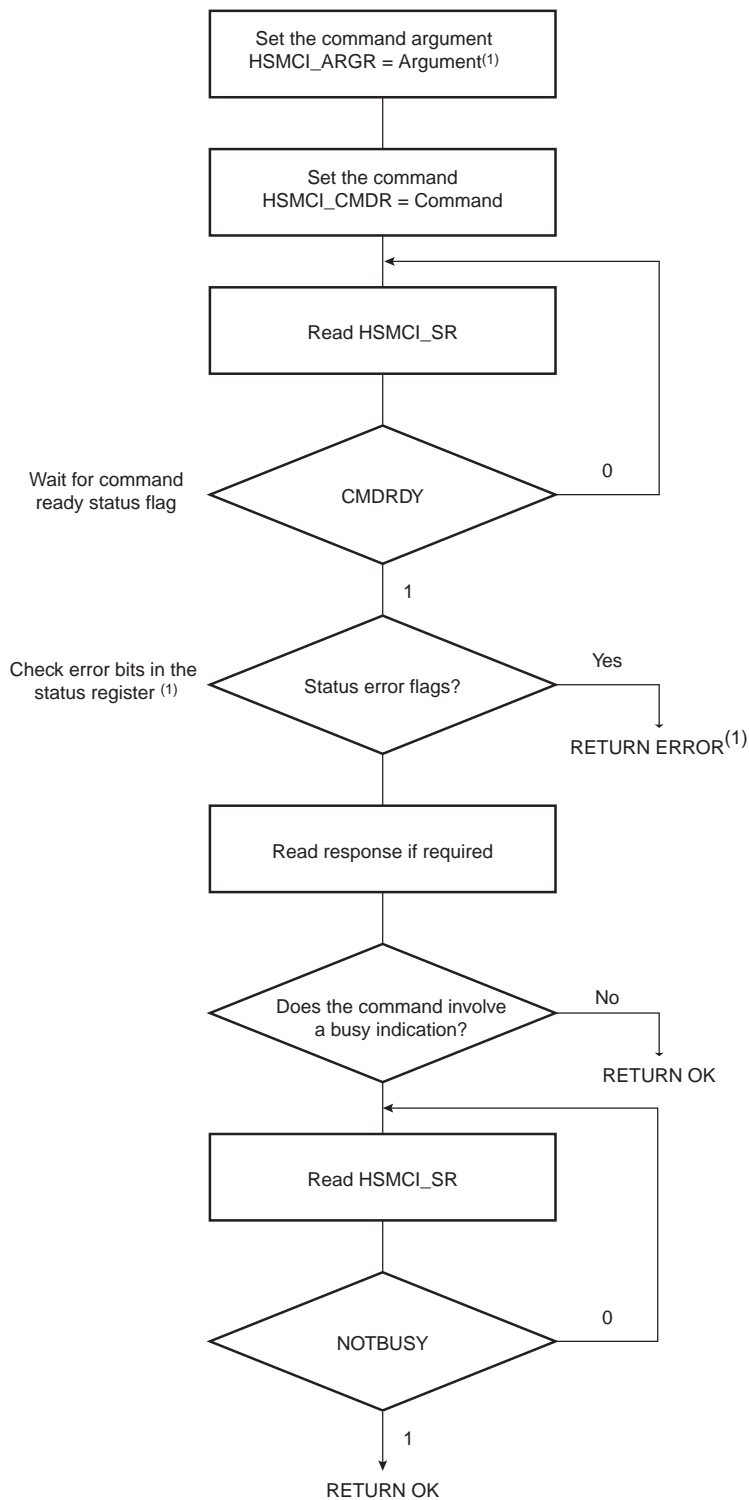 Set the command argument
HSMCI_ARGR = Argument(1)
Set the command
HSMCI_CMDR = Command
Read HSMCI_SR
Wait for command
ready status flag
CMDRDY
0
1
Check error bits in the
status register (1)
Status error flags?
Yes
RETURN ERROR(1)
Read response if required
Does the command involve
a busy indication?
No
RETURN OK
Read HSMCI_SR
NOTBUSY
0
1
RETURN OK